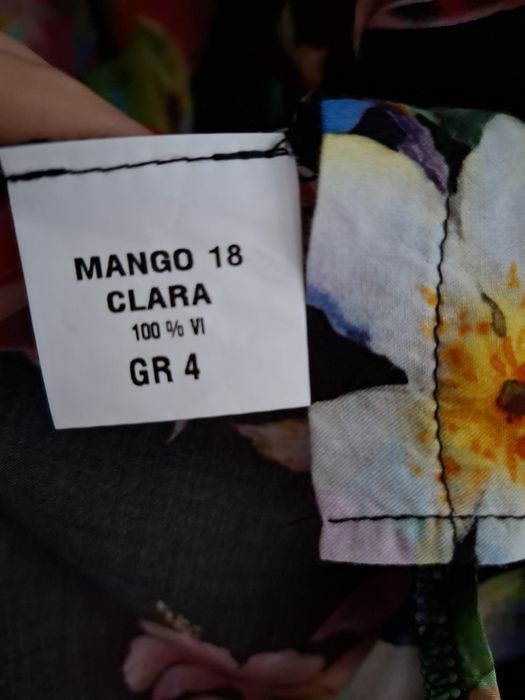 MANGO 18
CLARA
100 % VI
GR 4